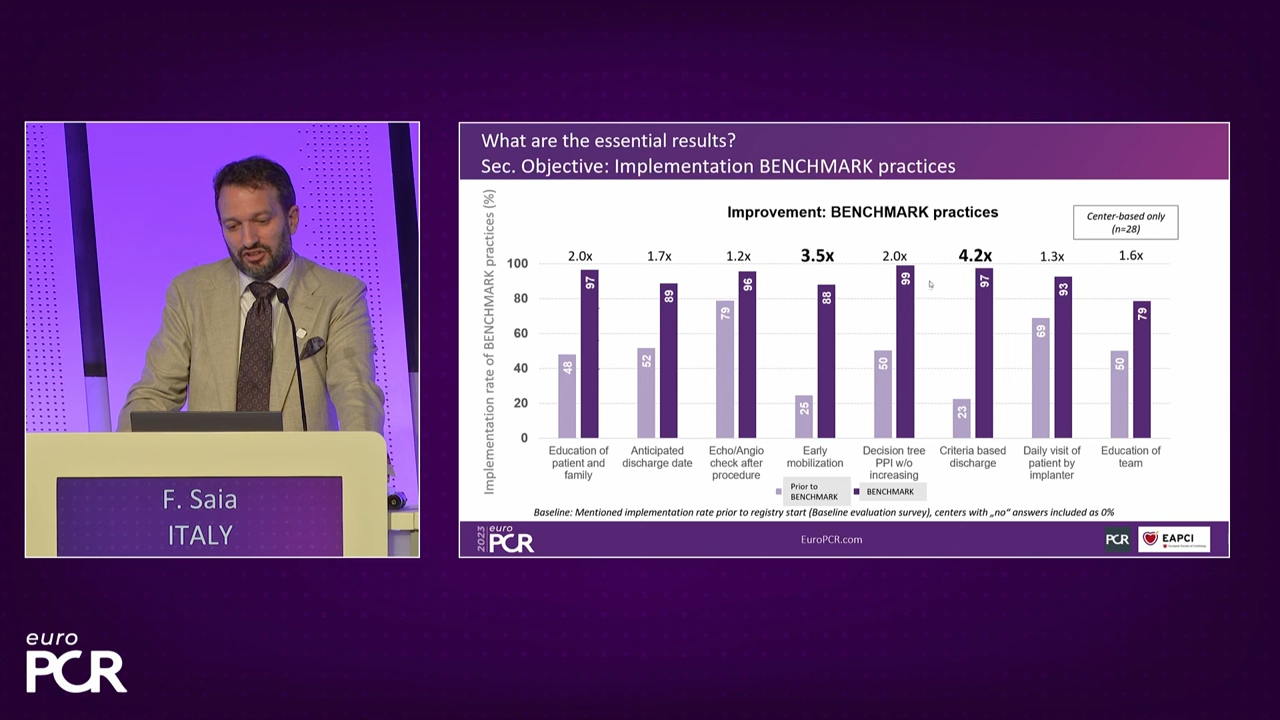 F. Saia
ITALY
euro
PCR
What are the essential results?
Sec. Objective: Implementation BENCHMARK practices
Improvement: BENCHMARK practices
Center-based only
(n=28)
Implementation rate of BENCHMARK practices (%)
2.0x 1.7x 1.2x 3.5x 2.0x 4.2x 1.3x 1.6x
100
80
60
40
20
0
48 97 52 89 79 96 25 88 50 99 23 97 69 93 50 79
Education of patient and family
Anticipated discharge date
Echo/Angio check after procedure
Early mobilization
Decision tree PPI w/o increasing
Criteria based discharge
Daily visit of patient by implanter
Education of team
Prior to BENCHMARK
BENCHMARK
Baseline: Mentioned implementation rate prior to registry start (Baseline evaluation survey), centers with „no“ answers included as 0%
2023
euro
PCR
EuroPCR.com
PCR
EAPCI